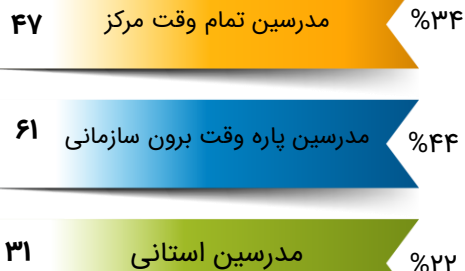 %۳۴ مدرسین تمام وقت مرکز ۴۷
%۴۴ مدرسین پاره وقت برون سازمانی ۶۱
%۲۲ مدرسین استانی ۳۱